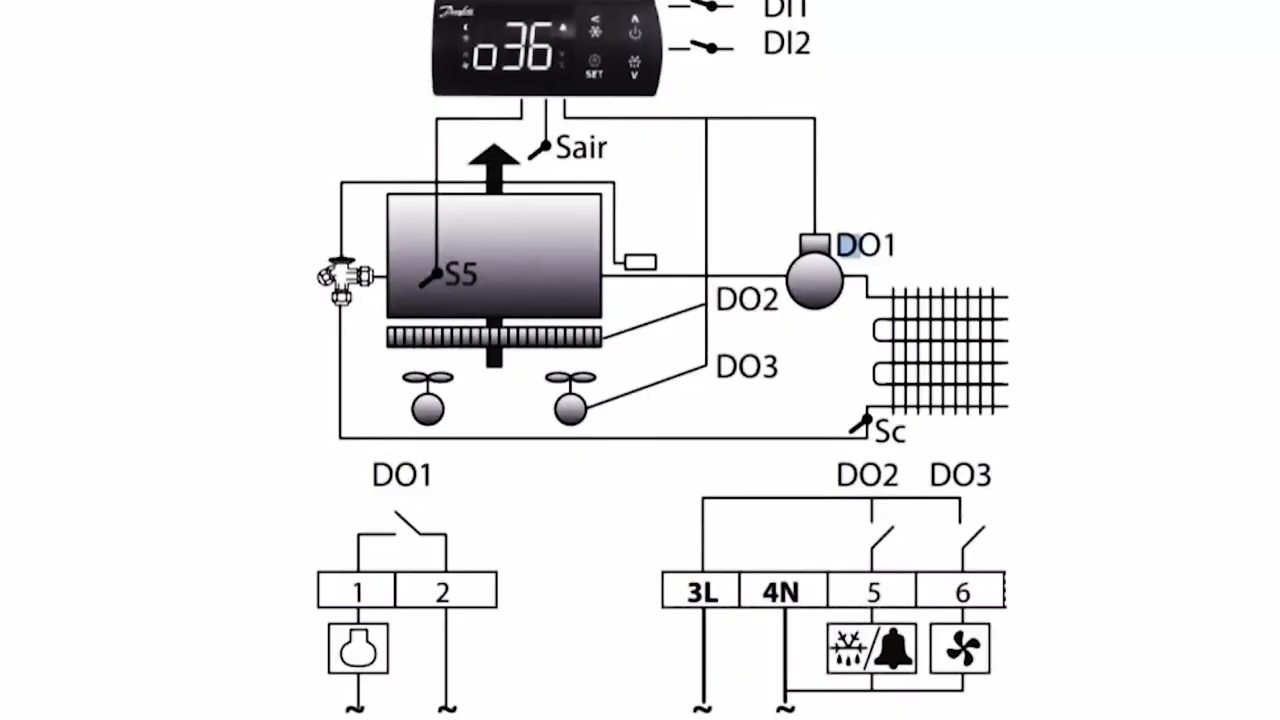 Danfoss
DI1
DI2
o36
SET
Sair
S5
DO1
DO2
DO3
Sc
DO1
DO2 DO3
1 2
3L 4N 5 6